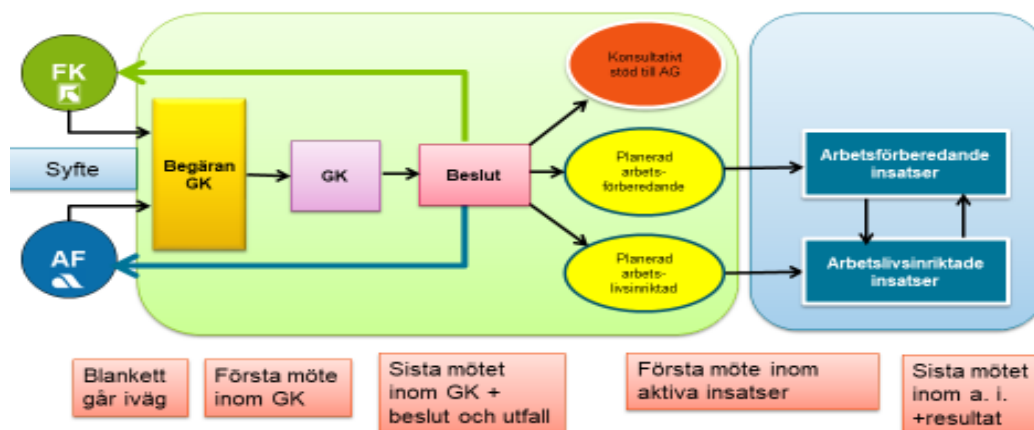 FK
Syfte
AF
Begäran
GK
GK
Beslut
Konsultativt
stöd till AG
Planerad
arbets-
förberedande
Planerad
arbets-
livsinriktad
Arbetsförberedande
insatser
Arbetslivsinriktade
insatser
Blankett
går iväg
Första möte
inom GK
Sista mötet
inom GK +
beslut och utfall
Första möte inom
aktiva insatser
Sista mötet
inom a. i.
+resultat